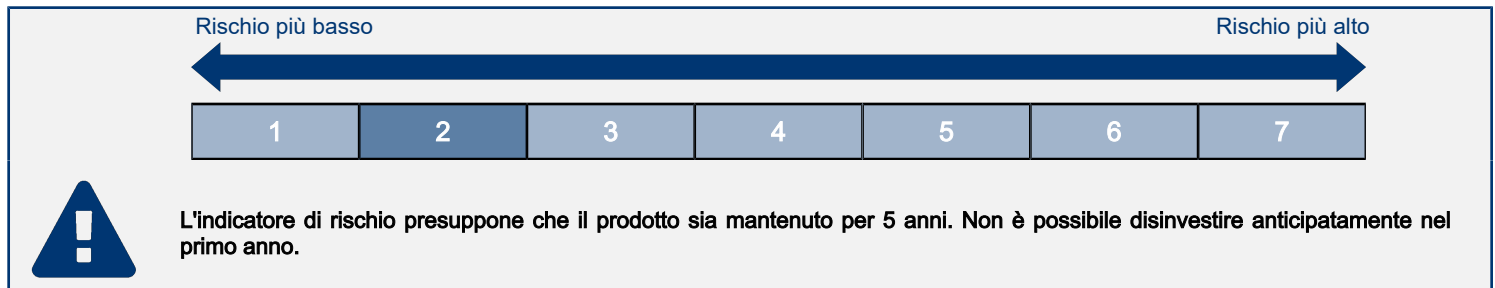 Rischio più basso Rischio più alto
1 2 3 4 5 6 7
L'indicatore di rischio presuppone che il prodotto sia mantenuto per 5 anni. Non è possibile disinvestire anticipatamente nel
primo anno.